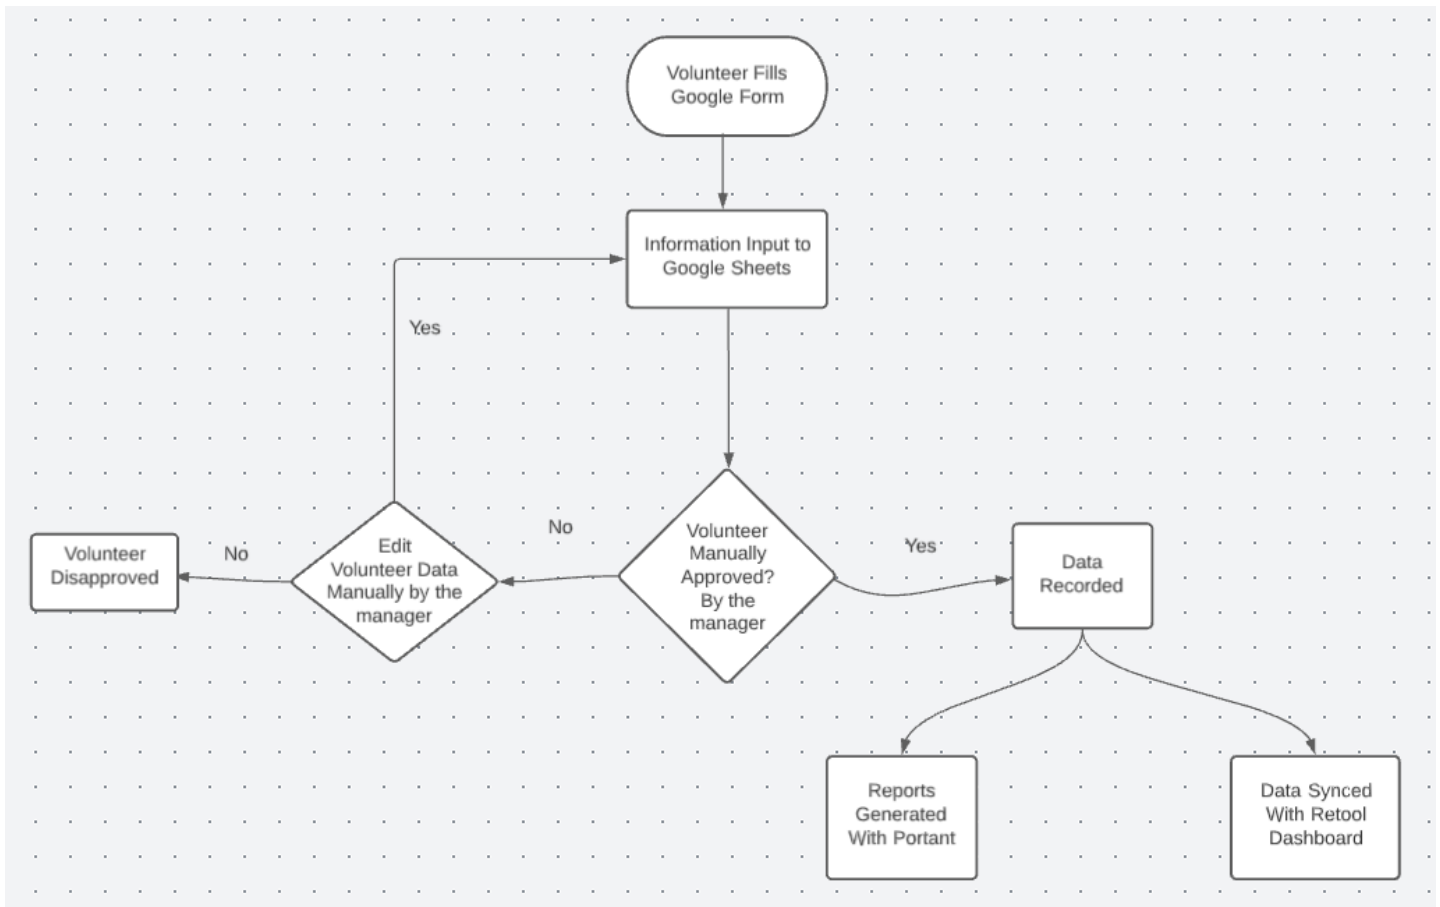 Volunteer Fills
Google Form
Information Input to
Google Sheets
Yes
Volunteer
Disapproved
No
Edit
Volunteer Data
Manually by the
manager
No
Volunteer
Manually
Approved?
By the
manager
Yes
Data
Recorded
Reports
Generated
With Portant
Data Synced
With Retool
Dashboard